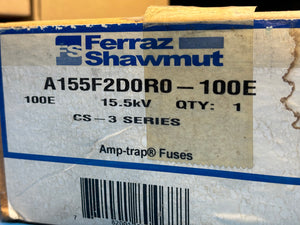 FS Ferraz
Shawmut
A155F2D0R0-100E
100E 15.5kV QTY: 1
CS-3 SERIES
Amp-trap® Fuses